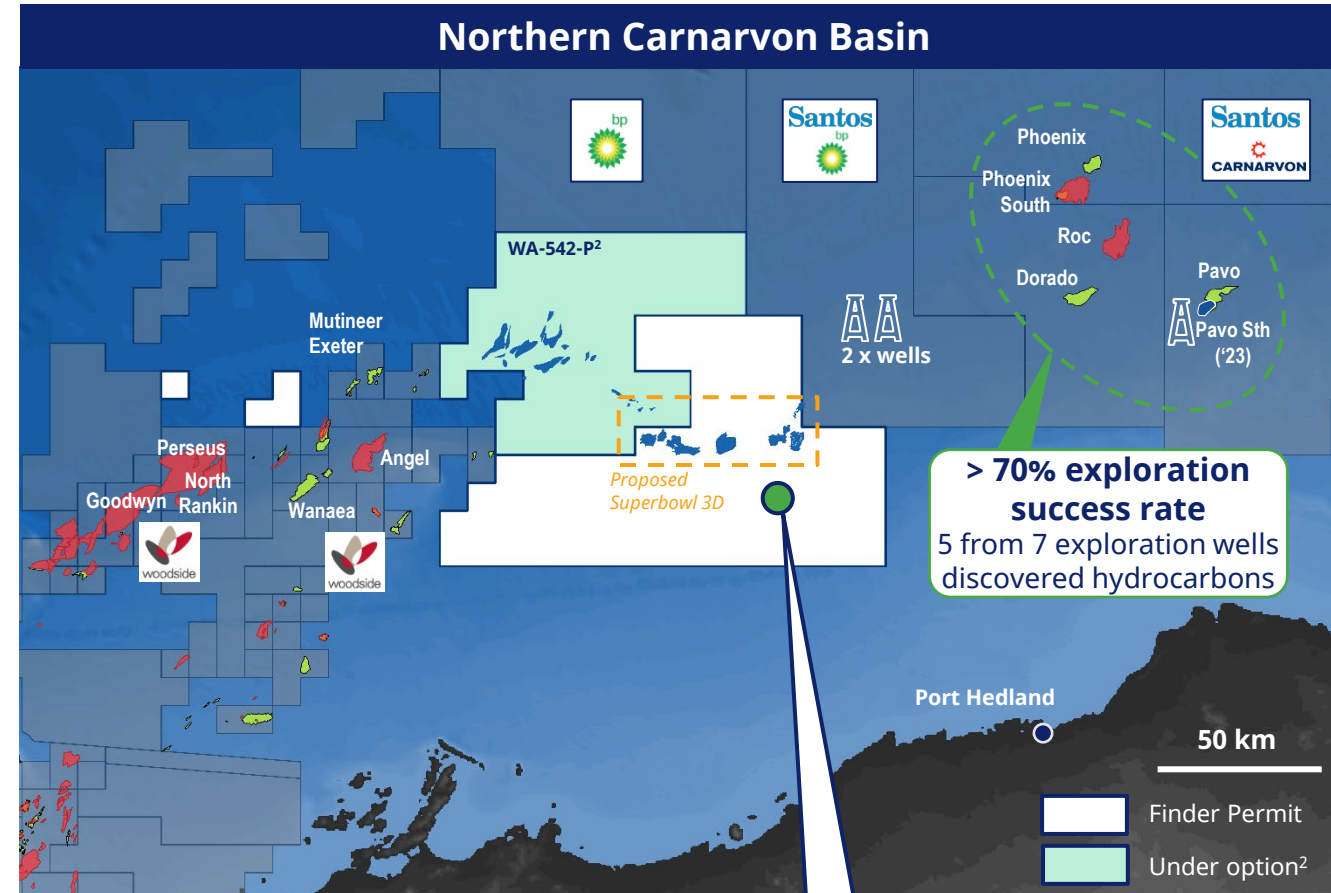 Northern Carnarvon Basin
bp
Santos
bp
Santos
CARNARVON
Phoenix
Phoenix
South
Roc
Dorado
Pavo
Pavo Sth
(‘23)
2 x wells
WA-542-P²
Mutineer
Exeter
Perseus
North
Rankin
Goodwyn
Angel
Wanaea
woodside
woodside
Proposed
Superbowl 3D
> 70% exploration
success rate
5 from 7 exploration wells
discovered hydrocarbons
Port Hedland
50 km
Finder Permit
Under option²